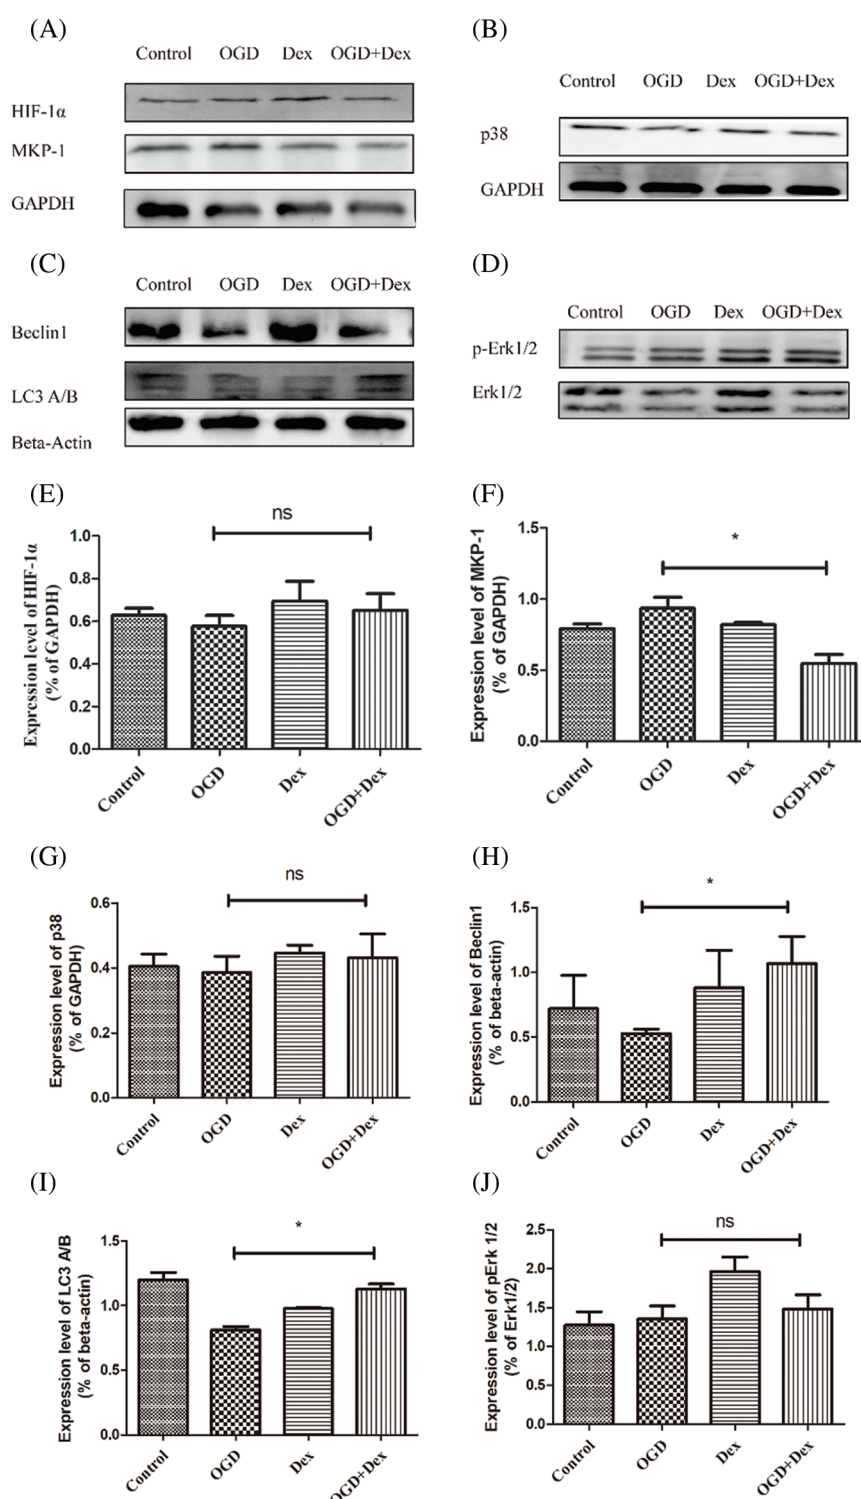 (A)
Control OGD Dex OGD+Dex
HIF-1α
MKP-1
GAPDH
(B)
Control OGD Dex OGD+Dex
p38
GAPDH
(C)
Control OGD Dex OGD+Dex
Beclin1
LC3 A/B
Beta-Actin
(D)
Control OGD Dex OGD+Dex
p-Erk1/2
Erk1/2
(E)
ns
Expression level of HIF-1α
(% of GAPDH)
1.0
0.8
0.6
0.4
0.2
0.0
Control OGD Dex OGD+Dex
(F)
*
Expression level of MKP-1
(% of GAPDH)
1.5
1.0
0.5
0.0
Control OGD Dex OGD+Dex
(G)
ns
Expression level of p38
(% of GAPDH)
0.6
0.4
0.2
0.0
Control OGD Dex OGD+Dex
(H)
*
Expression level of Beclin1
(% of beta-actin)
1.5
1.0
0.5
0.0
Control OGD Dex OGD+Dex
(I)
*
Expression level of LC3 A/B
(% of beta-actin)
1.5
1.0
0.5
0.0
Control OGD Dex OGD+Dex
(J)
ns
Expression level of pErk 1/2
(% of Erk1/2)
2.5
2.0
1.5
1.0
0.5
0.0
Control OGD Dex OGD+Dex